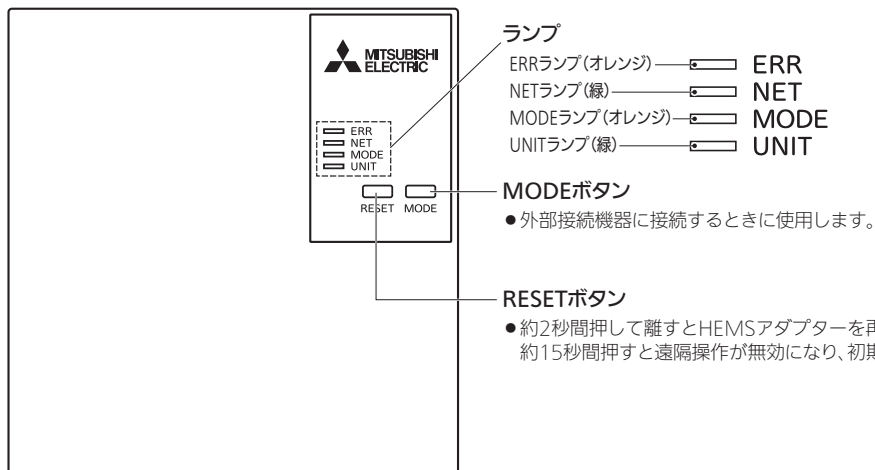 MITSUBISHI
ELECTRIC
ERR
NET
MODE
UNIT
RESET MODE
ランプ
ERRランプ(オレンジ) ERR
NETランプ(緑) NET
MODEランプ(オレンジ) MODE
UNITランプ(緑) UNIT
MODEボタン
●外部接続機器に接続するときに使用します。
RESETボタン
●約2秒間押して離すとHEMSアダプターを再
約15秒間押すと遠隔操作が無効になり、初期